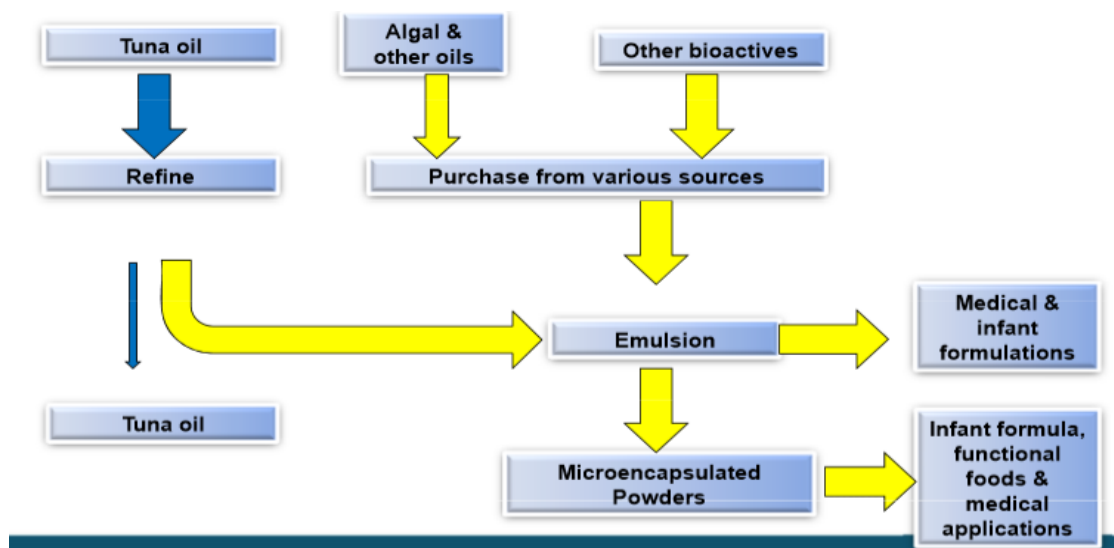 Tuna oil
Algal &
other oils
Other bioactives
Refine
Purchase from various sources
Emulsion
Medical &
infant
formulations
Tuna oil
Microencapsulated
Powders
Infant formula,
functional
foods &
medical
applications